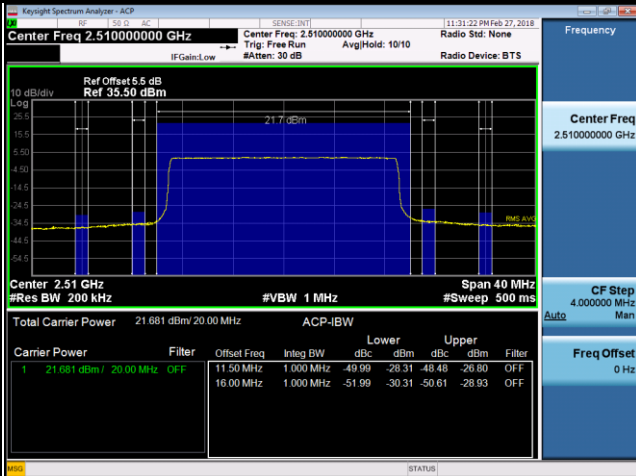 Keysight Spectrum Analyzer - ACP
RF 50 Ω AC SENSE:INT 11:31:22 PM Feb 27, 2018
Center Freq 2.510000000 GHz Center Freq: 2.510000000 GHz Radio Std: None
Trig: Free Run Avg|Hold: 10/10
IFGain:Low #Atten: 30 dB Radio Device: BTS
Ref Offset 5.5 dB
10 dB/div Ref 35.50 dBm
Log
25.5
21.7 dBm
15.5
5.50
-4.50
-14.5
-24.5
RMS AVG
-34.5
-44.5
-54.5
Center 2.51 GHz Span 40 MHz
#Res BW 200 kHz #VBW 1 MHz #Sweep 500 ms
Total Carrier Power 21.681 dBm/ 20.00 MHz ACP-IBW
Lower Upper
Carrier Power Filter Offset Freq Integ BW dBc dBm dBc dBm Filter
1 21.681 dBm / 20.00 MHz OFF 11.50 MHz 1.000 MHz -49.99 -28.31 -48.48 -26.80 OFF
16.00 MHz 1.000 MHz -51.99 -30.31 -50.61 -28.93 OFF
MSG STATUS
Frequency
Center Freq
2.510000000 GHz
CF Step
4.000000 MHz
Auto Man
Freq Offset
0 Hz